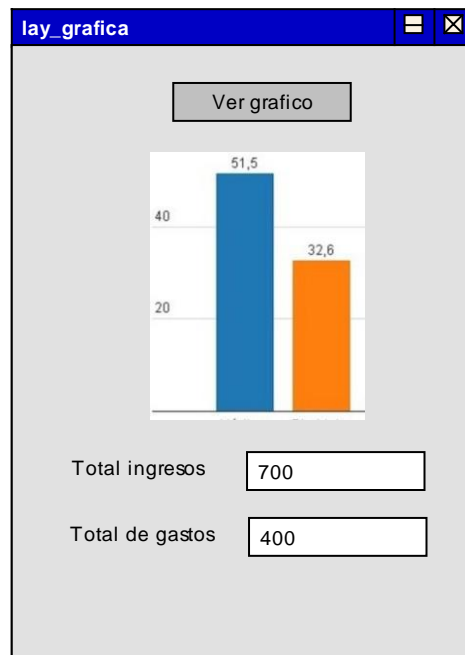 lay_grafica
Ver grafico
51,5
40
32,6
20
Total ingresos
700
Total de gastos
400